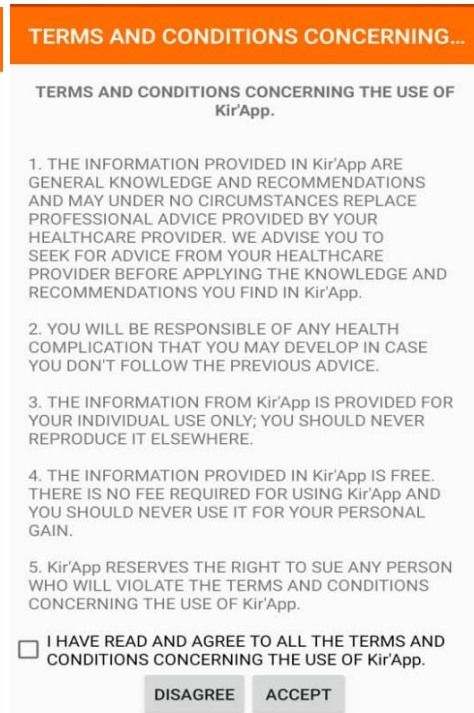 TERMS AND CONDITIONS CONCERNING...
TERMS AND CONDITIONS CONCERNING THE USE OF
Kir'App.
1. THE INFORMATION PROVIDED IN Kir'App ARE
GENERAL KNOWLEDGE AND RECOMMENDATIONS
AND MAY UNDER NO CIRCUMSTANCES REPLACE
PROFESSIONAL ADVICE PROVIDED BY YOUR
HEALTHCARE PROVIDER. WE ADVISE YOU TO
SEEK FOR ADVICE FROM YOUR HEALTHCARE
PROVIDER BEFORE APPLYING THE KNOWLEDGE AND
RECOMMENDATIONS YOU FIND IN Kir'App.
2. YOU WILL BE RESPONSIBLE OF ANY HEALTH
COMPLICATION THAT YOU MAY DEVELOP IN CASE
YOU DON'T FOLLOW THE PREVIOUS ADVICE.
3. THE INFORMATION FROM Kir'App IS PROVIDED FOR
YOUR INDIVIDUAL USE ONLY; YOU SHOULD NEVER
REPRODUCE IT ELSEWHERE.
4. THE INFORMATION PROVIDED IN Kir'App IS FREE.
THERE IS NO FEE REQUIRED FOR USING Kir'App AND
YOU SHOULD NEVER USE IT FOR YOUR PERSONAL
GAIN.
5. Kir'App RESERVES THE RIGHT TO SUE ANY PERSON
WHO WILL VIOLATE THE TERMS AND CONDITIONS
CONCERNING THE USE OF Kir'App.
I HAVE READ AND AGREE TO ALL THE TERMS AND
CONDITIONS CONCERNING THE USE OF Kir'App.
DISAGREE ACCEPT